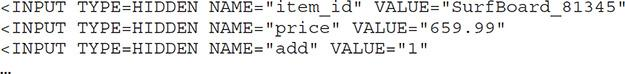 <INPUT TYPE=HIDDEN NAME="item_id" VALUE="SurfBoard_81345"
<INPUT TYPE=HIDDEN NAME="price" VALUE="659.99"
<INPUT TYPE=HIDDEN NAME="add" VALUE="1"
…